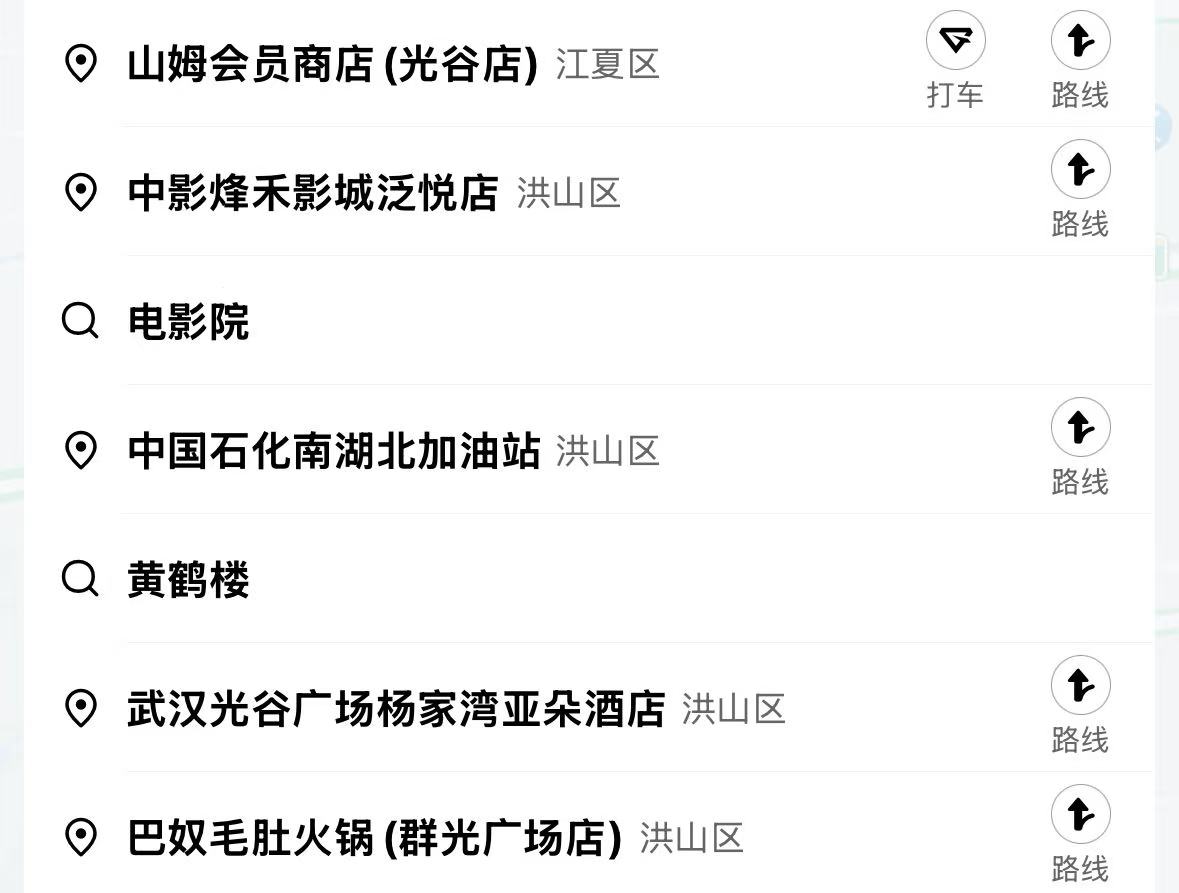 山姆会员商店(光谷店) 江夏区
打车 路线
中影烽禾影城泛悦店 洪山区
路线
电影院
中国石化南湖北加油站 洪山区
路线
黄鹤楼
武汉光谷广场杨家湾亚朵酒店 洪山区
路线
巴奴毛肚火锅(群光广场店) 洪山区
路线